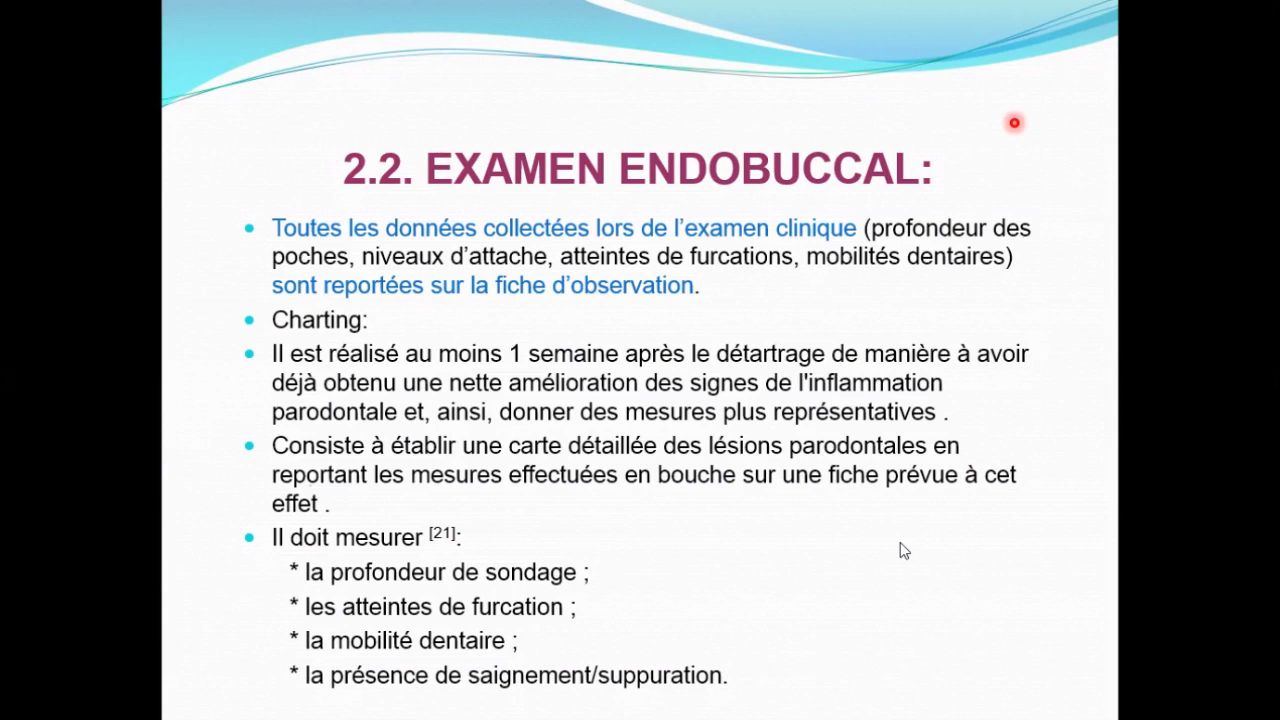 2.2. EXAMEN ENDOBUCCAL:
• Toutes les données collectées lors de l’examen clinique (profondeur des
poches, niveaux d’attache, atteintes de furcations, mobilités dentaires)
sont reportées sur la fiche d’observation.
• Charting:
• Il est réalisé au moins 1 semaine après le détartrage de manière à avoir
déjà obtenu une nette amélioration des signes de l'inflammation
parodontale et, ainsi, donner des mesures plus représentatives .
• Consiste à établir une carte détaillée des lésions parodontales en
reportant les mesures effectuées en bouche sur une fiche prévue à cet
effet .
• Il doit mesurer [21]:
* la profondeur de sondage ;
* les atteintes de furcation ;
* la mobilité dentaire ;
* la présence de saignement/suppuration.